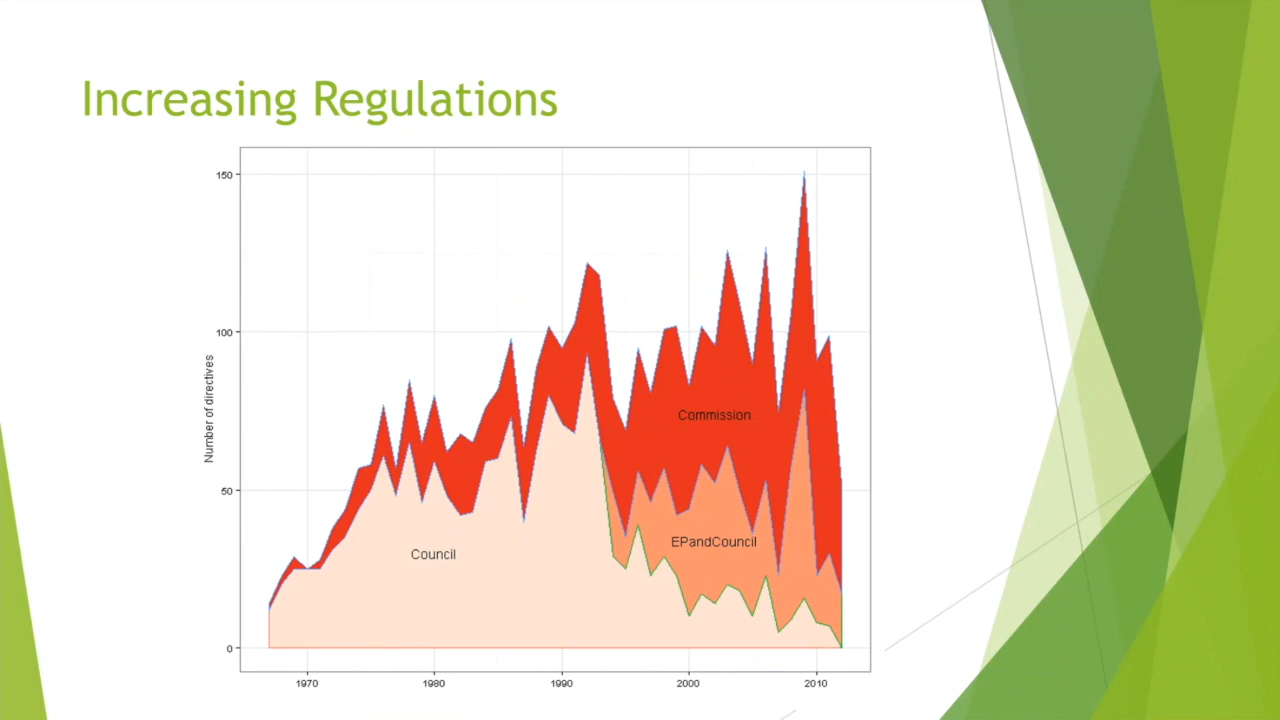 Increasing Regulations
150
100
50
0
Number of directives
Commission
EPandCouncil
Council
1970
1980
1990
2000
2010